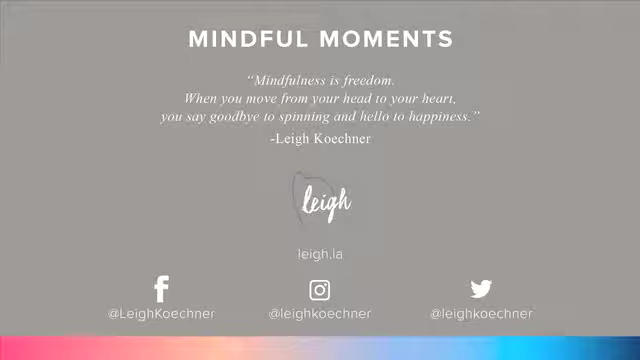 MINDFUL MOMENTS
“Mindfulness is freedom.
When you move from your head to your heart,
you say goodbye to spinning and hello to happiness.”
-Leigh Koechner
leigh
leigh.la
@LeighKoechner
@leighkoechner
@leighkoechner